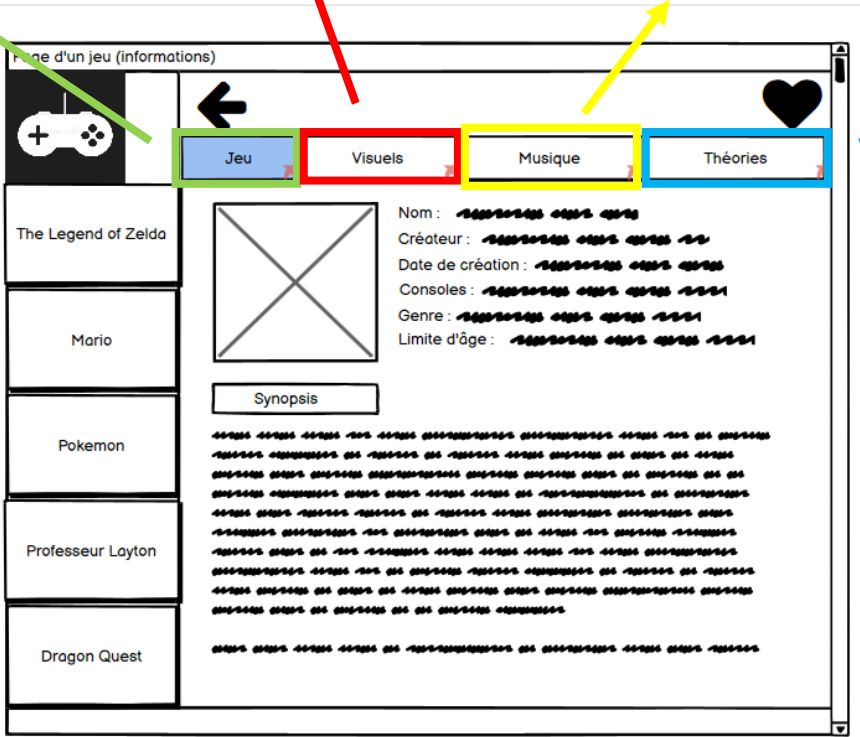 Page d'un jeu (informations)
Jeu
Visuels
Musique
Théories
The Legend of Zelda
Mario
Pokemon
Professeur Layton
Dragon Quest
Nom :
Créateur :
Date de création :
Consoles :
Genre :
Limite d'âge :
Synopsis